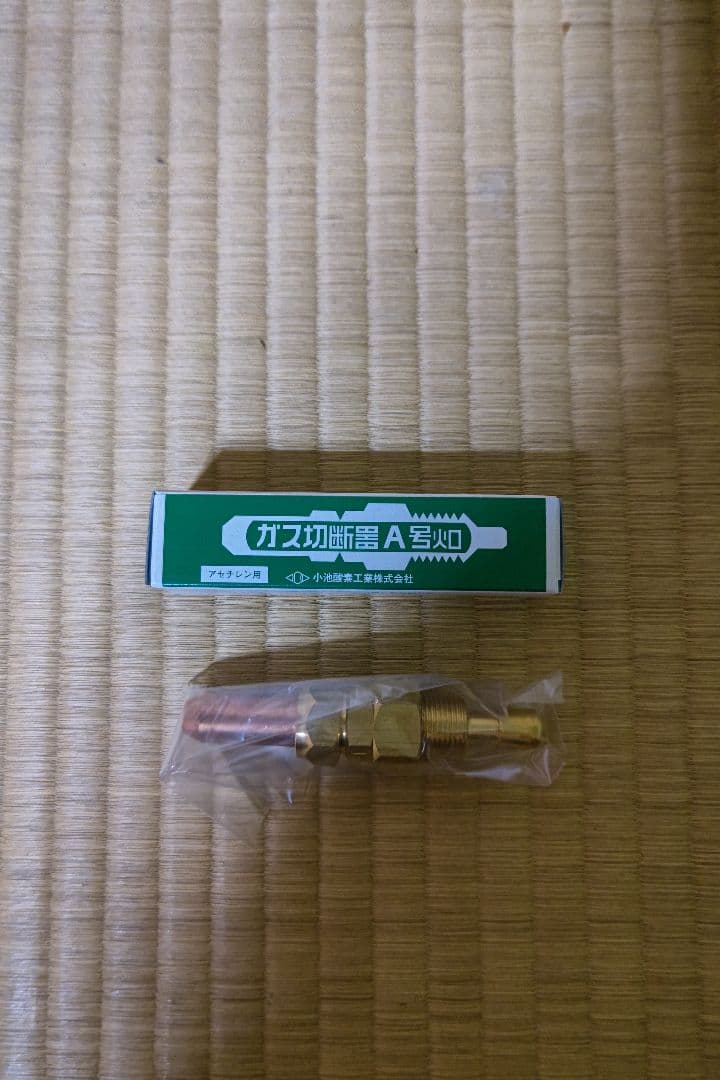 ガス切断器A号火口
アセチレン用 小池酸素工業株式会社